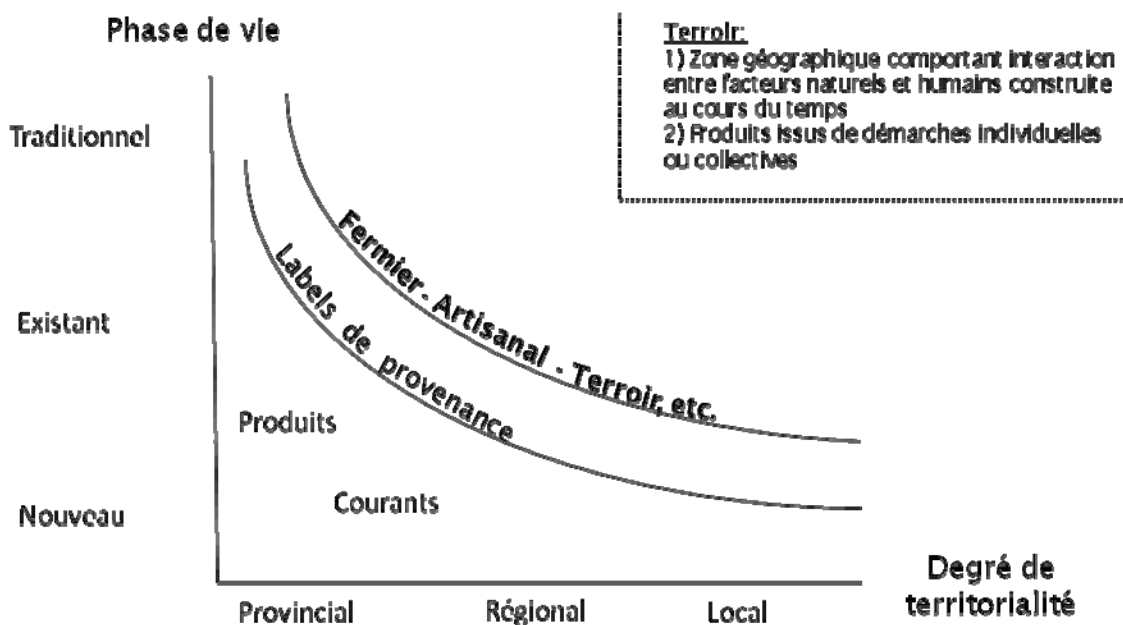 Phase de vie
Terroir:
1) Zone géographique comportant interaction
entre facteurs naturels et humains construite
au cours du temps
2) Produits issus de démarches individuelles
ou collectives
Traditionnel
Fermier - Artisanal - Terroir, etc.
Labels de provenance
Existant
Produits
Courants
Nouveau
Degré de
territorialité
Provincial
Régional
Local